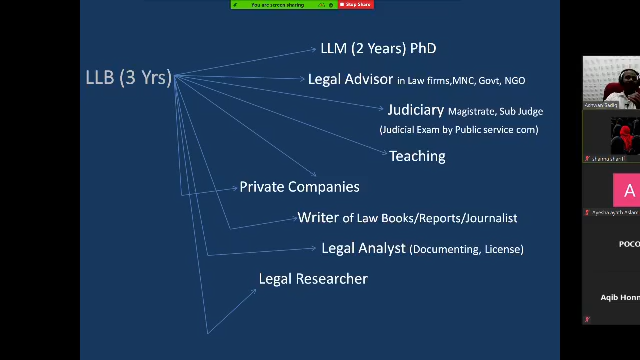 You are screen sharing
Stop Share
LLM (2 Years) PhD
LLB (3 Yrs)
Legal Advisor in Law firms,MNC, Govt, NGO
Judiciary Magistrate, Sub Judge
(Judicial Exam by Public service com)
Teaching
Private Companies
Writer of Law Books/Reports/Journalist
Legal Analyst (Documenting, License)
Legal Researcher
A
POCO
Aqib Honn